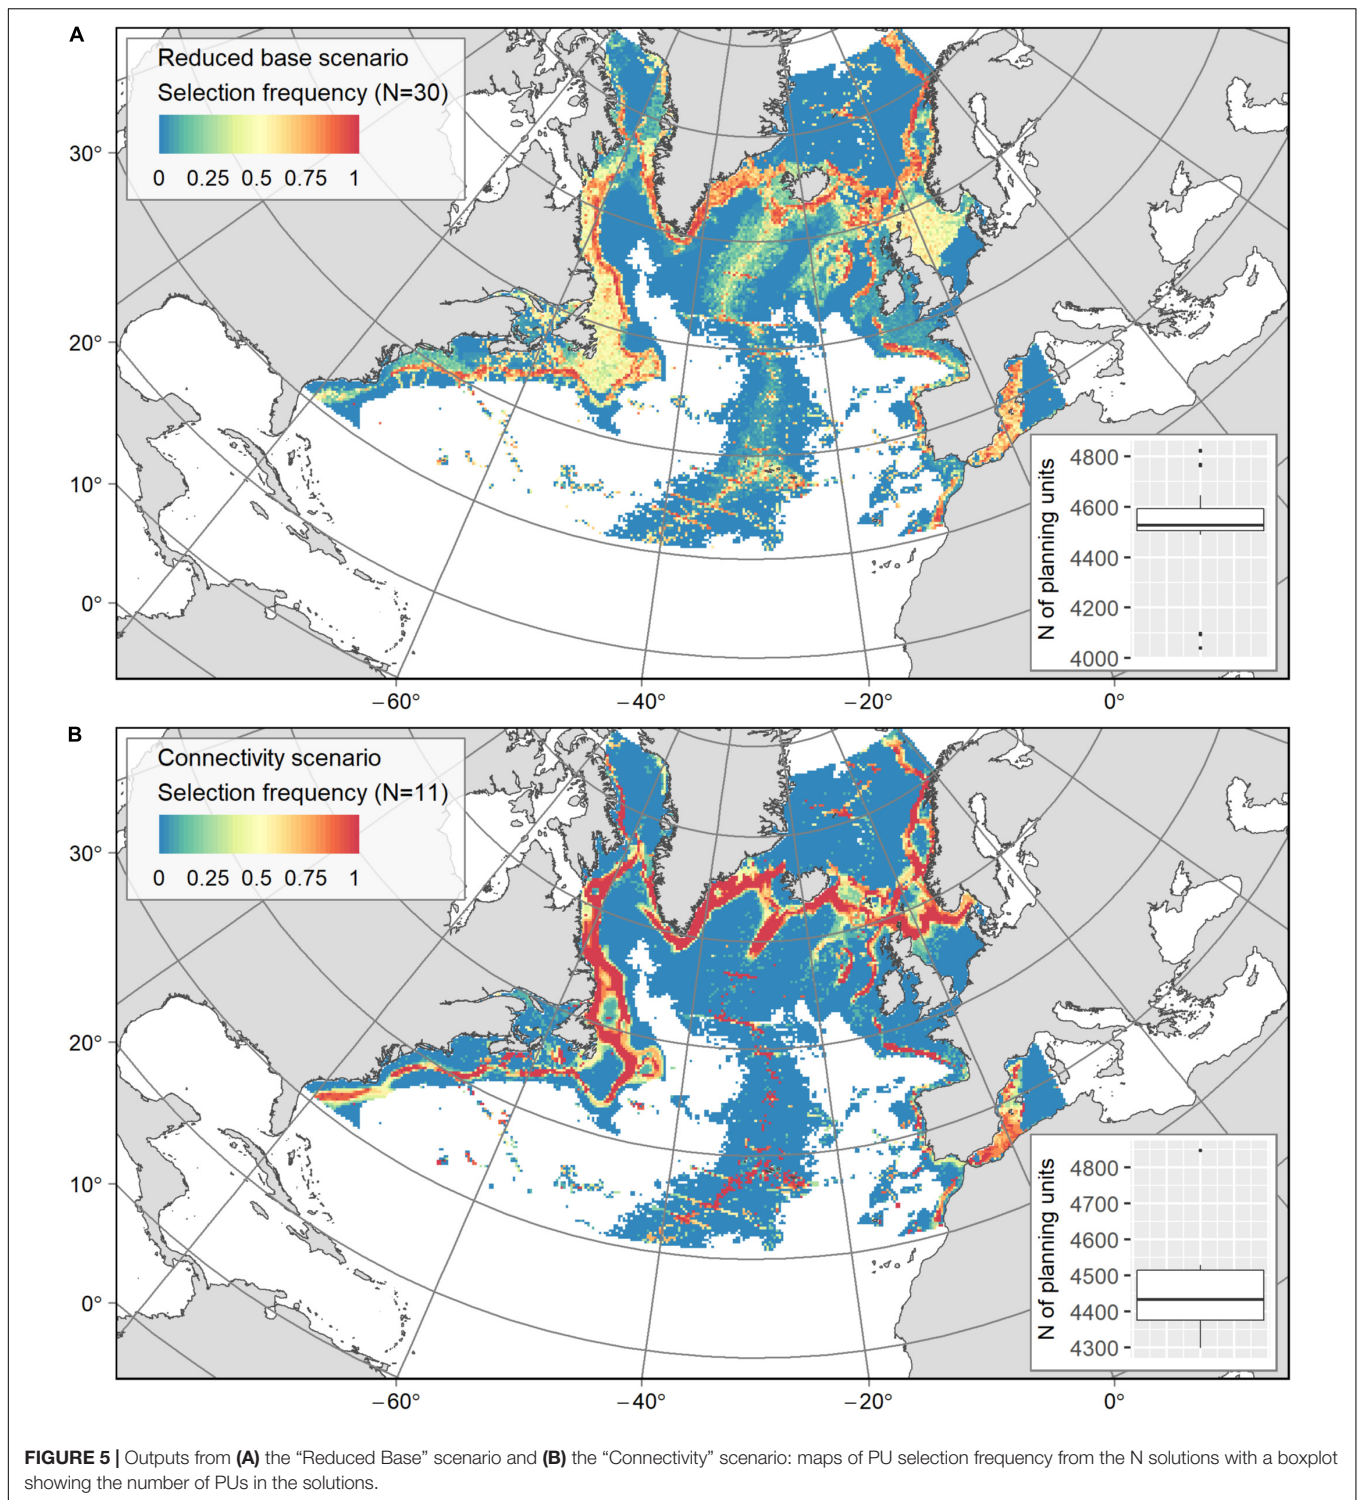 A
Reduced base scenario
Selection frequency (N=30)
0 0.25 0.5 0.75 1
30°
20°
10°
0°
−60° −40° −20° 0°
N of planning units
4800
4600
4400
4200
4000
B
Connectivity scenario
Selection frequency (N=11)
0 0.25 0.5 0.75 1
30°
20°
10°
0°
−60° −40° −20° 0°
N of planning units
4800
4700
4600
4500
4400
4300
FIGURE 5 | Outputs from (A) the “Reduced Base” scenario and (B) the “Connectivity” scenario: maps of PU selection frequency from the N solutions with a boxplot
showing the number of PUs in the solutions.